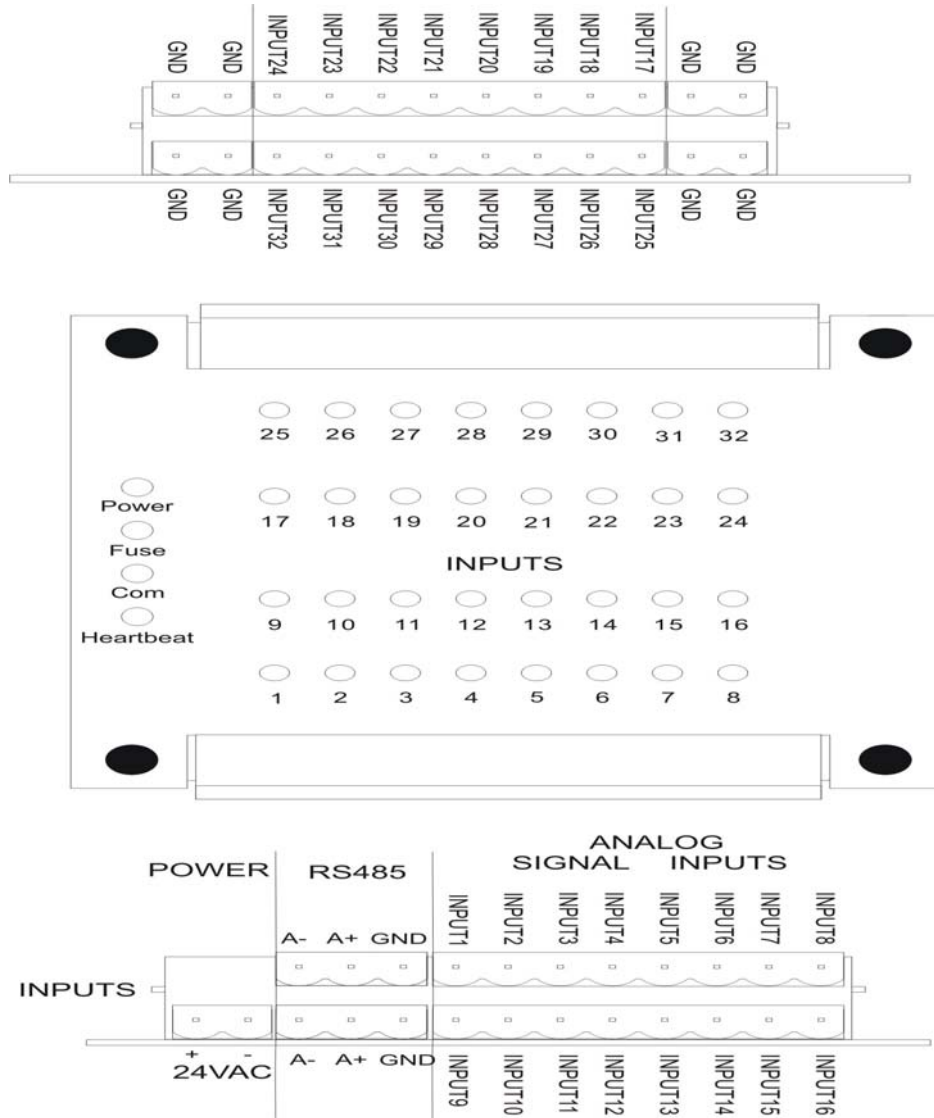 GND GND INPUT24 INPUT23 INPUT22 INPUT21 INPUT20 INPUT19 INPUT18 INPUT17 GND GND
GND GND INPUT32 INPUT31 INPUT30 INPUT29 INPUT28 INPUT27 INPUT26 INPUT25 GND GND
25 26 27 28 29 30 31 32
Power
17 18 19 20 21 22 23 24
Fuse
INPUTS
Com
9 10 11 12 13 14 15 16
Heartbeat
1 2 3 4 5 6 7 8
ANALOG
POWER RS485 SIGNAL INPUTS
A- A+ GND INPUT1 INPUT2 INPUT3 INPUT4 INPUT5 INPUT6 INPUT7 INPUT8
INPUTS
+ - A- A+ GND INPUT9 INPUT10 INPUT11 INPUT12 INPUT13 INPUT14 INPUT15 INPUT16
24VAC